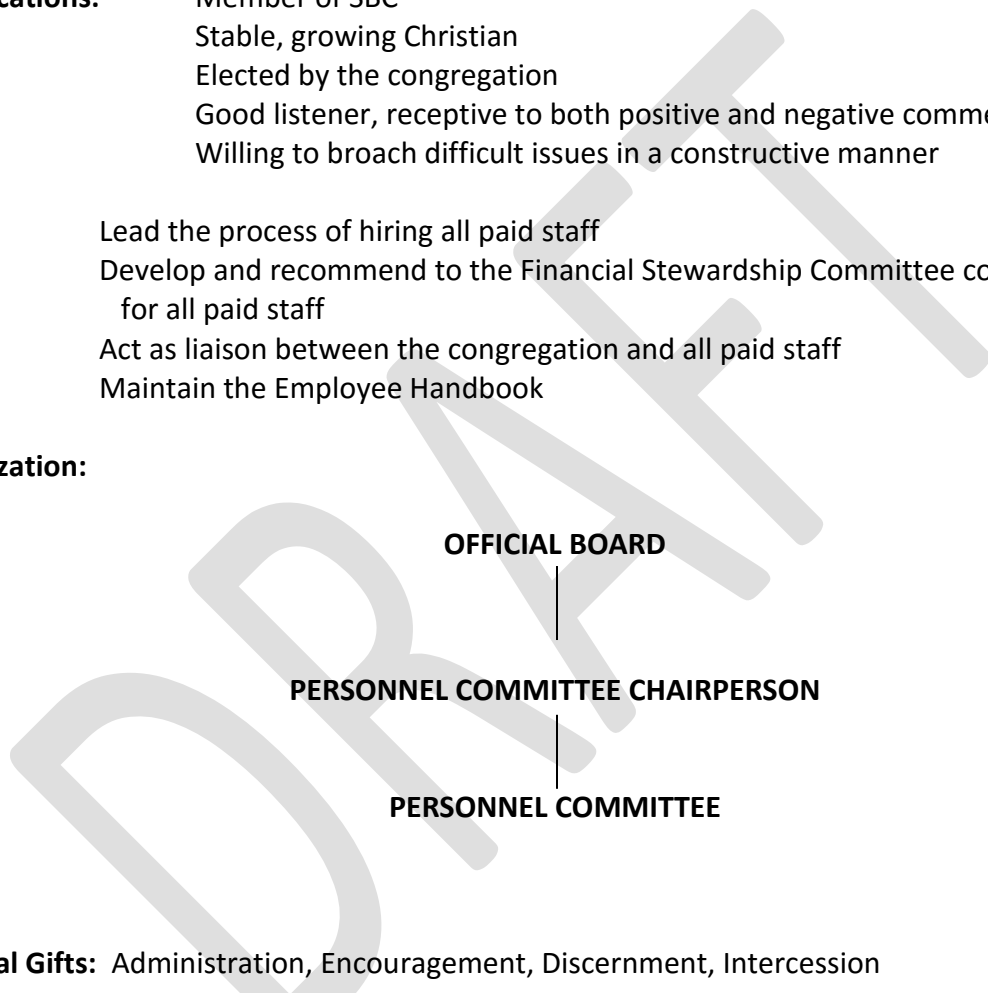 Member of SBC
Stable, growing Christian
Elected by the congregation
Good listener, receptive to both positive and negative
Willing to broach difficult issues in a constructive manner
Lead the process of hiring all paid staff
Develop and recommend to the Financial Stewardship Committee
for all paid staff
Act as liaison between the congregation and all paid staff
Maintain the Employee Handbook
OFFICIAL BOARD
PERSONNEL COMMITTEE CHAIRPERSON
PERSONNEL COMMITTEE
Gifts: Administration, Encouragement, Discernment, Intercession
DRAFT